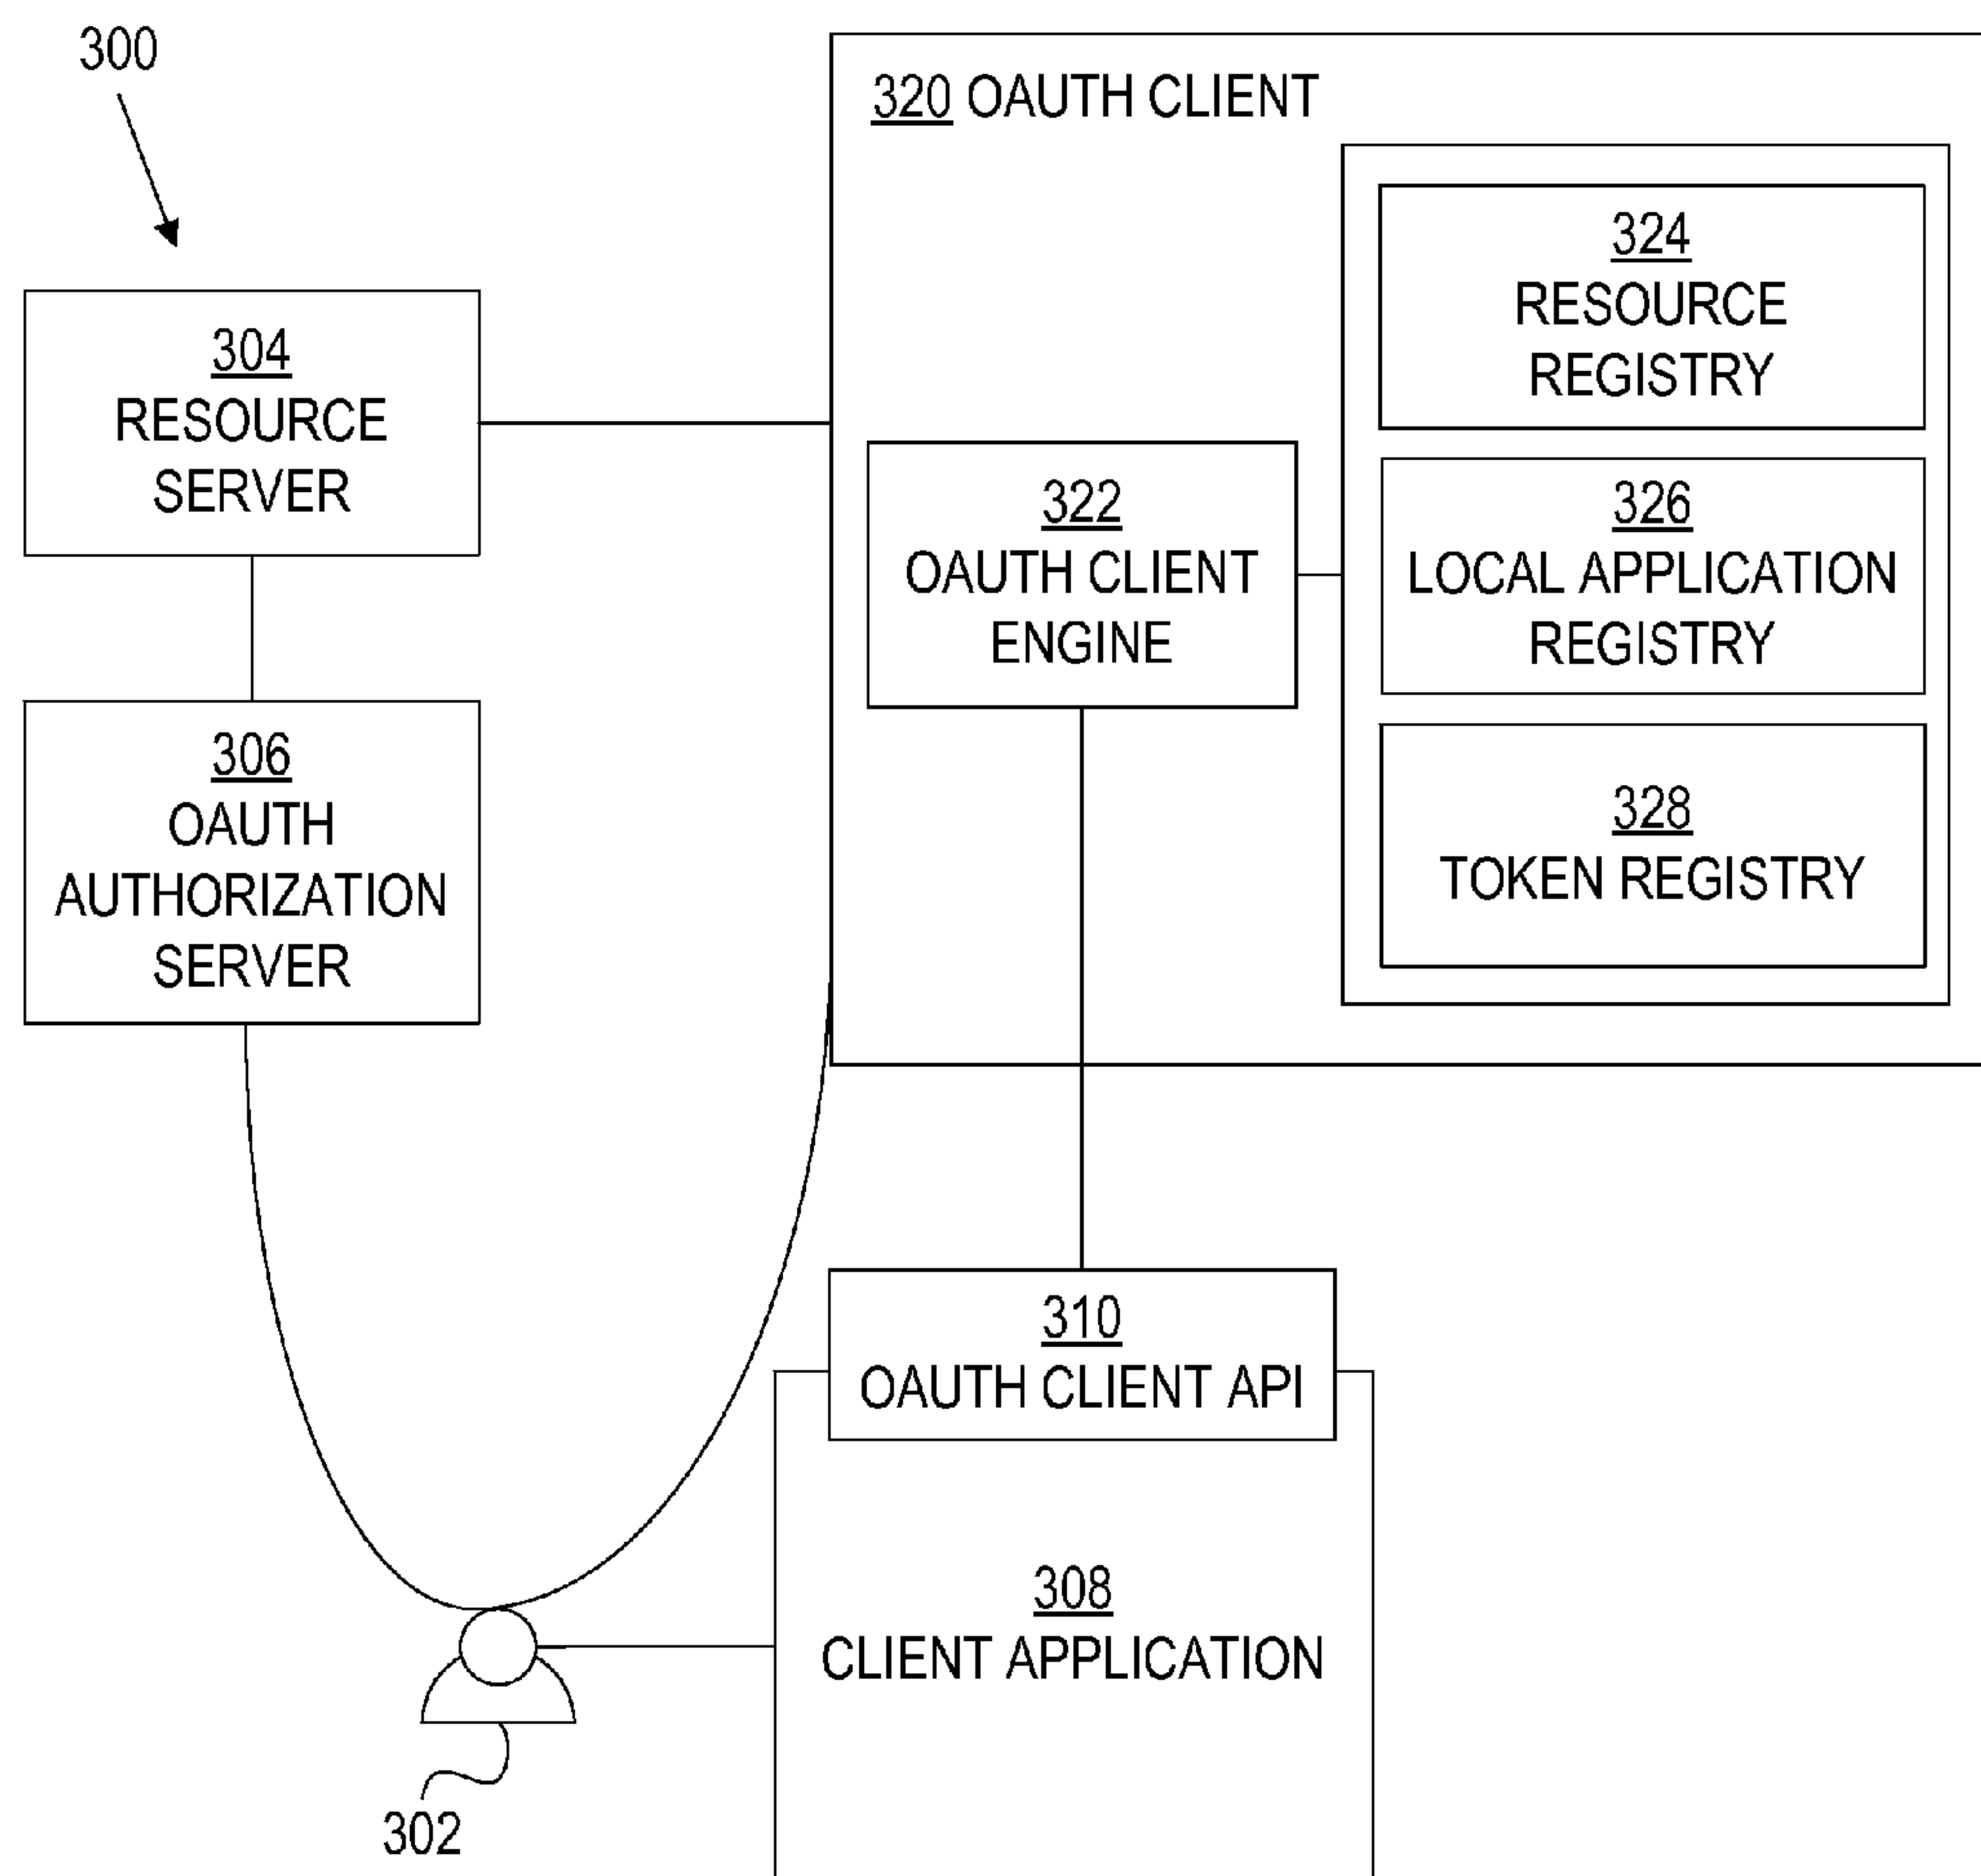 300
320 OAUTH CLIENT
304
RESOURCE
SERVER
306
OAUTH
AUTHORIZATION
SERVER
322
OAUTH CLIENT
ENGINE
324
RESOURCE
REGISTRY
326
LOCAL APPLICATION
REGISTRY
328
TOKEN REGISTRY
310
OAUTH CLIENT API
308
CLIENT APPLICATION
302